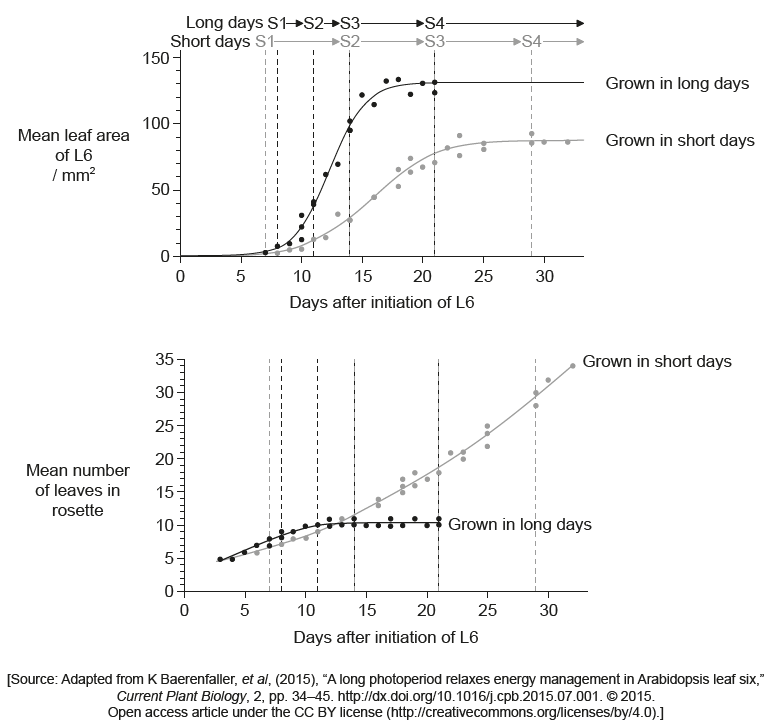 Long days S1 S2 S3 S4
Short days S1 S2 S3 S4
150
100
50
0
Mean leaf area
of L6
/ mm²
Grown in long days
Grown in short days
0 5 10 15 20 25 30
Days after initiation of L6
35
30
25
20
15
10
5
0
Mean number
of leaves in
rosette
Grown in short days
Grown in long days
0 5 10 15 20 25 30
Days after initiation of L6
[Source: Adapted from K Baerenfaller, et al, (2015), “A long photoperiod relaxes energy management in Arabidopsis leaf six,”
Current Plant Biology, 2, pp. 34–45. http://dx.doi.org/10.1016/j.cpb.2015.07.001. © 2015.
Open access article under the CC BY license (http://creativecommons.org/licenses/by/4.0).]